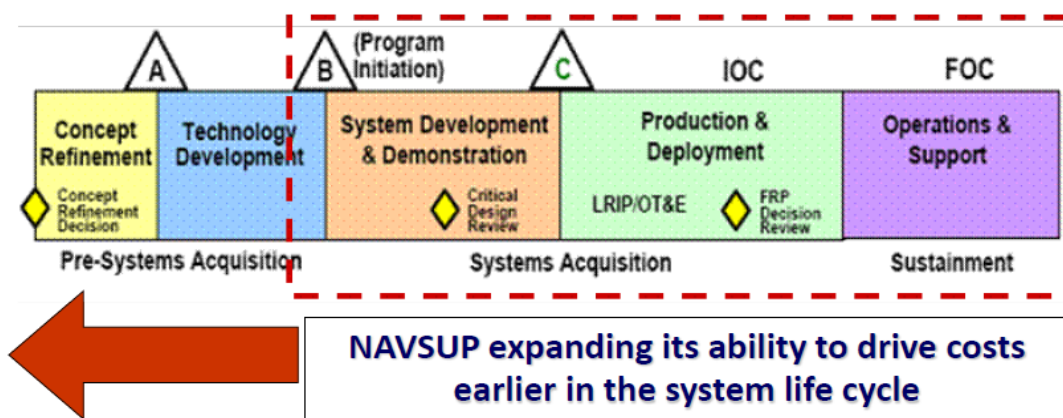 A
B
(Program
Initiation)
C
IOC
FOC
Concept
Refinement
Technology
Development
System Development
& Demonstration
Production &
Deployment
Operations &
Support
Concept
Refinement
Decision
Critical
Design
Review
LRIP/OT&E
FRP
Decision
Review
Pre-Systems Acquisition
Systems Acquisition
Sustainment
NAVSUP expanding its ability to drive costs
earlier in the system life cycle